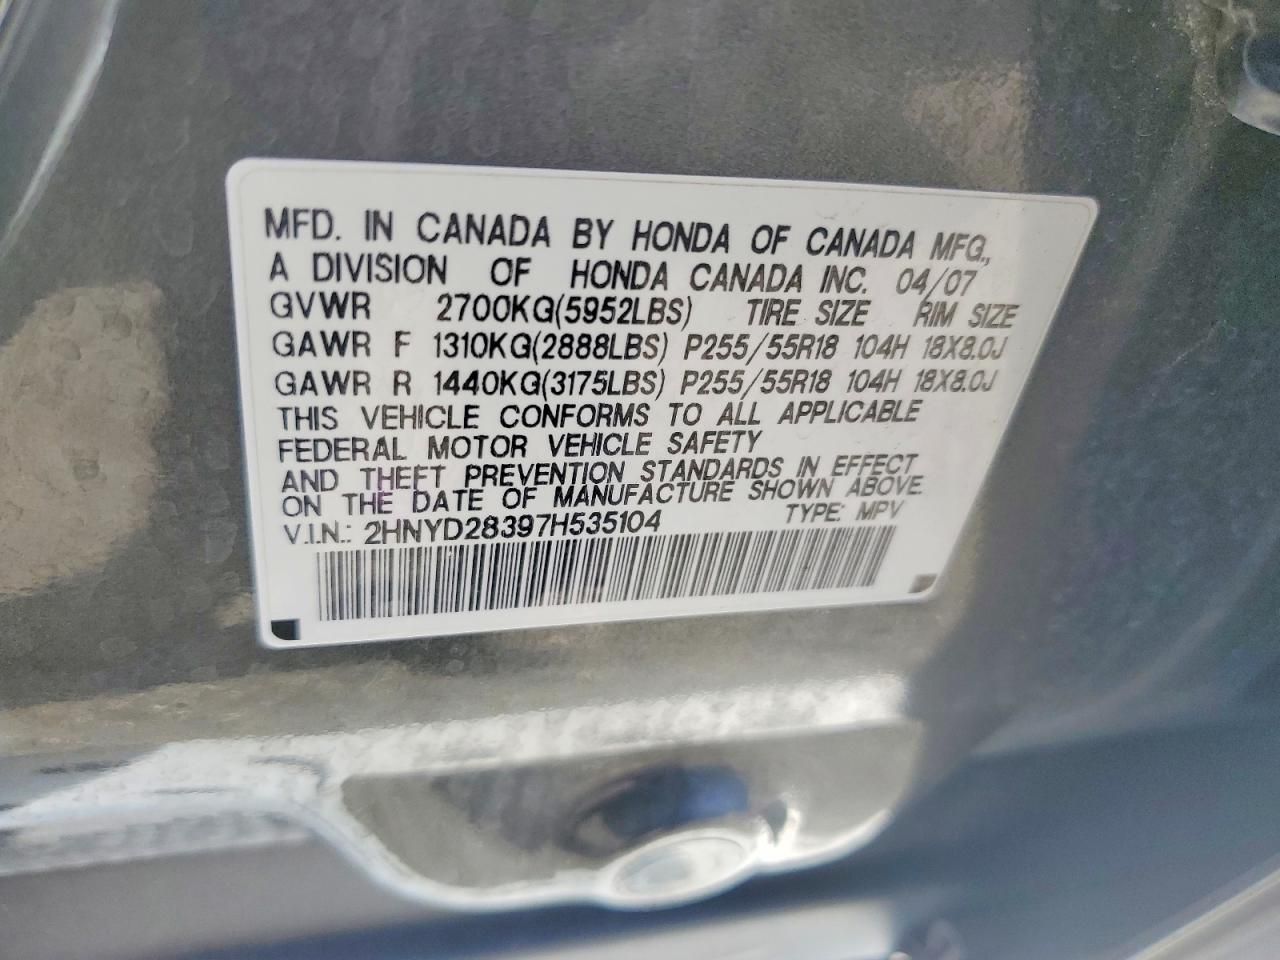 MFD. IN CANADA BY HONDA OF CANADA MFG.,
A DIVISION OF HONDA CANADA INC. 04/07
GVWR 2700KG(5952LBS) TIRE SIZE RIM SIZE
GAWR F 1310KG(2888LBS) P255/55R18 104H 18X8.0J
GAWR R 1440KG(3175LBS) P255/55R18 104H 18X8.0J
THIS VEHICLE CONFORMS TO ALL APPLICABLE
FEDERAL MOTOR VEHICLE SAFETY
AND THEFT PREVENTION STANDARDS IN EFFECT
ON THE DATE OF MANUFACTURE SHOWN ABOVE.
V.I.N.: 2HNYD28397H535104 TYPE: MPV